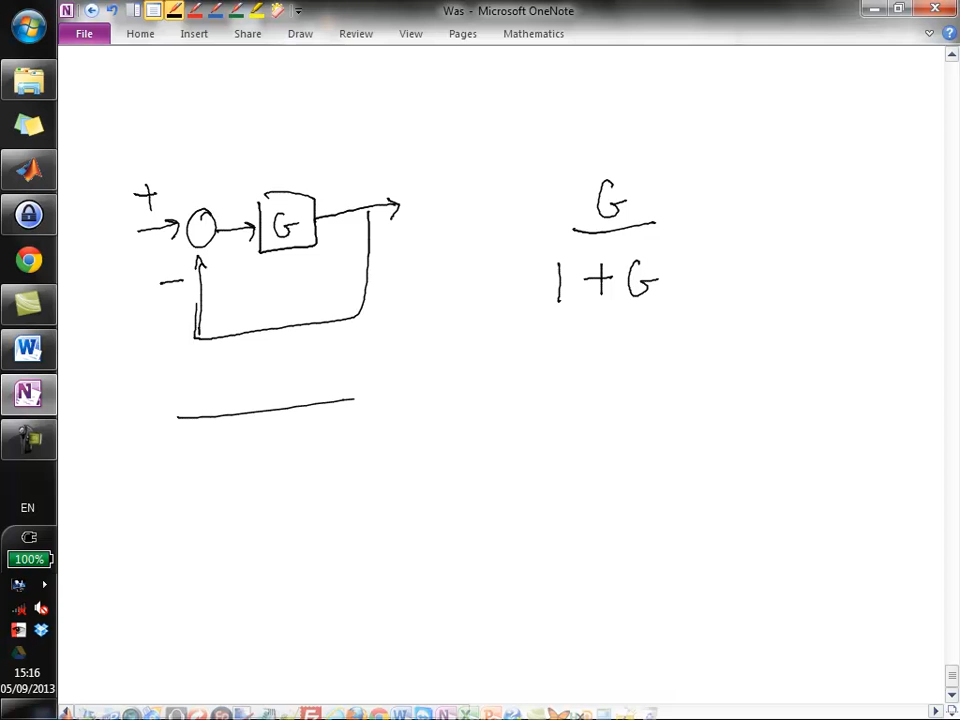 Was - Microsoft OneNote
File Home Insert Share Draw Review View Pages Mathematics
+
G
−
G
1 + G
EN
100%
15:16
05/09/2013